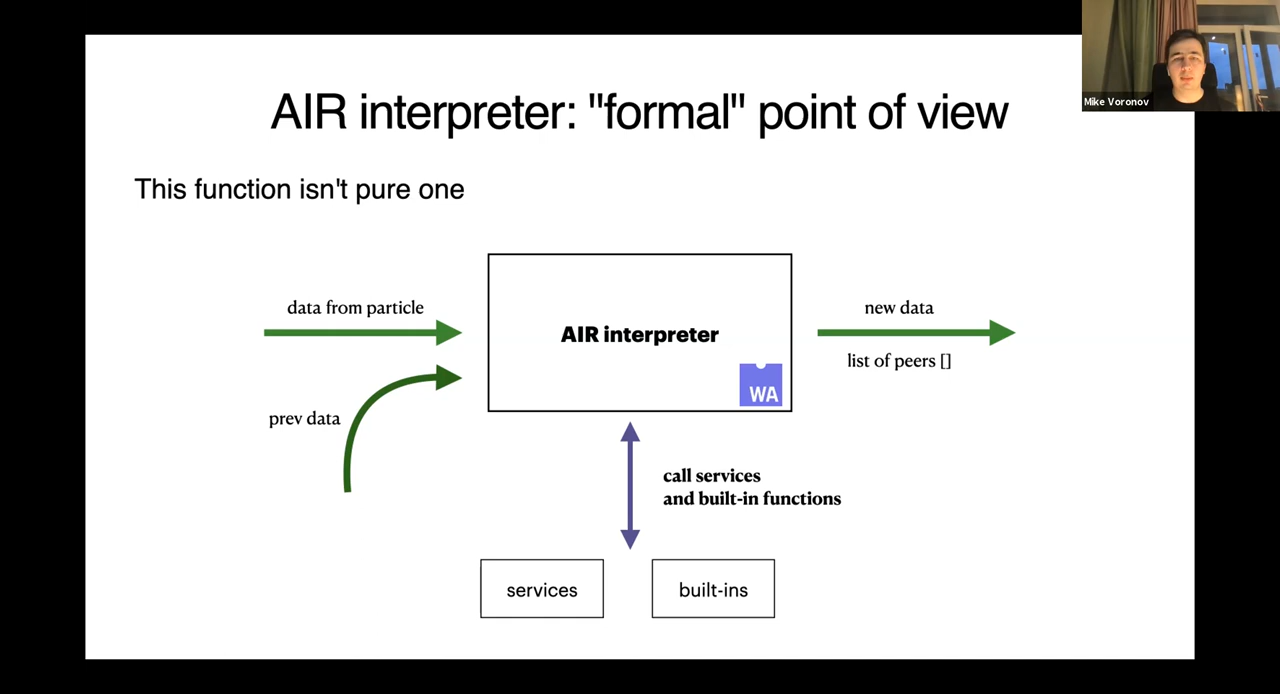 Mike Voronov
AIR interpreter: "formal" point of view
This function isn't pure one
data from particle
AIR interpreter
new data
list of peers []
WA
prev data
call services
and built-in functions
services
built-ins